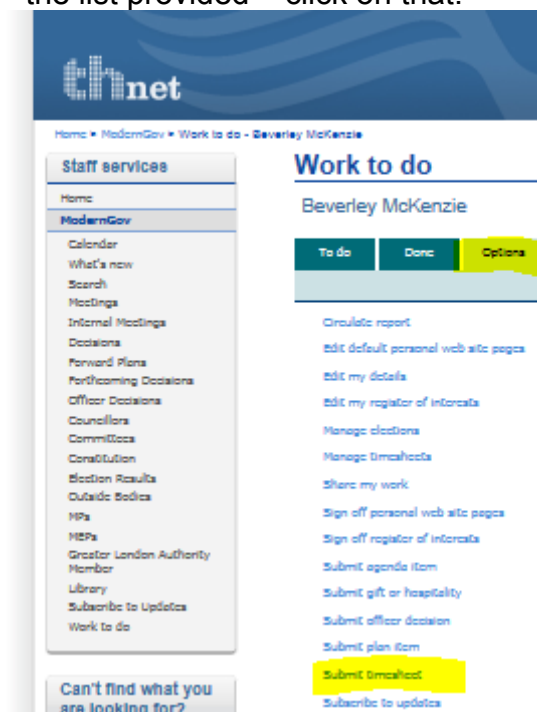 the list provided – click on that.
thnet
Home ▸ ModernGov ▸ Work to do - Beverley McKenzie
Staff services
Home
ModernGov
Calendar
What's new
Search
Meetings
Internal Meetings
Decisions
Forward Plans
Forthcoming Decisions
Officer Decisions
Councillors
Committees
Constitution
Election Results
Outside Bodies
MPs
MEPs
Greater London Authority
Member
Library
Subscribe to Updates
Work to do
Can't find what you
are looking for?
Work to do
Beverley McKenzie
To do Done Options
Circulate report
Edit default personal web site pages
Edit my details
Edit my register of interests
Manage elections
Manage timesheets
Share my work
Sign off personal web site pages
Sign off register of interests
Submit agenda item
Submit gift or hospitality
Submit officer decision
Submit plan item
Submit timesheet
Subscribe to updates